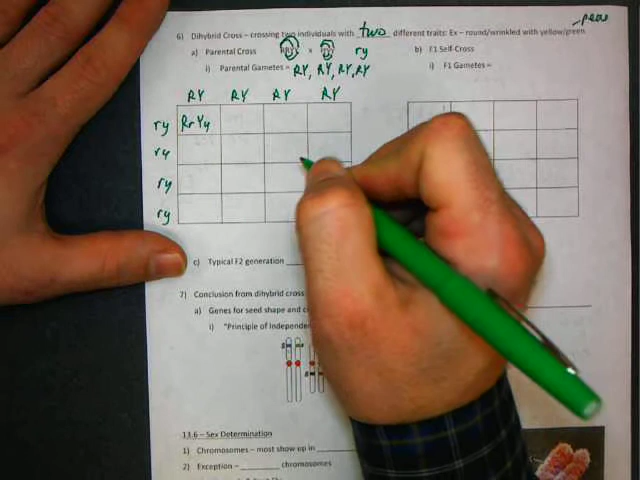 - peas
6) Dihybrid Cross – crossing two individuals with two different traits: Ex – round/wrinkled with yellow/green
a) Parental Cross x ry b) F1 Self-Cross
i) Parental Gametes = RY, RY, RY, RY i) F1 Gametes =
RY RY RY RY
ry RrYy
ry
ry
ry
c) Typical F2 generation
7) Conclusion from dihybrid cross
a) Genes for seed shape and
i) "Principle of
13.6 – Sex Determination
1) Chromosomes – most show up in
2) Exception – chromosomes